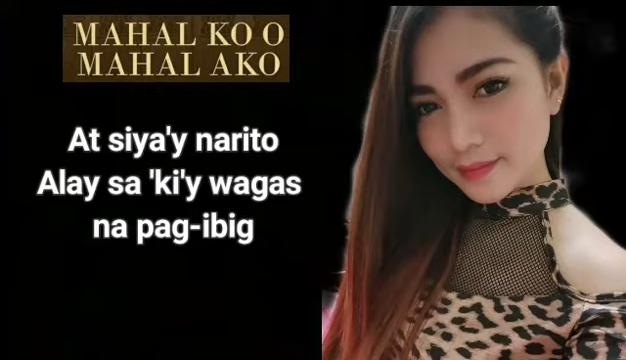 MAHAL KO O
MAHAL AKO
At siya'y narito
Alay sa 'ki'y wagas
na pag-ibig